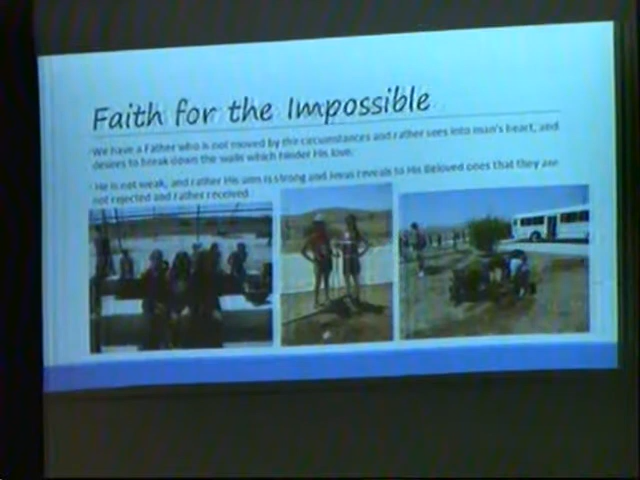 Faith for the Impossible
We have a Father who is not moved by the circumstances and rather sees into man's heart, and
desires to break down the walls which hinder His love.
He is not weak, and rather His arm is strong and Jesus reveals to His Beloved ones that they are
not rejected and rather received.